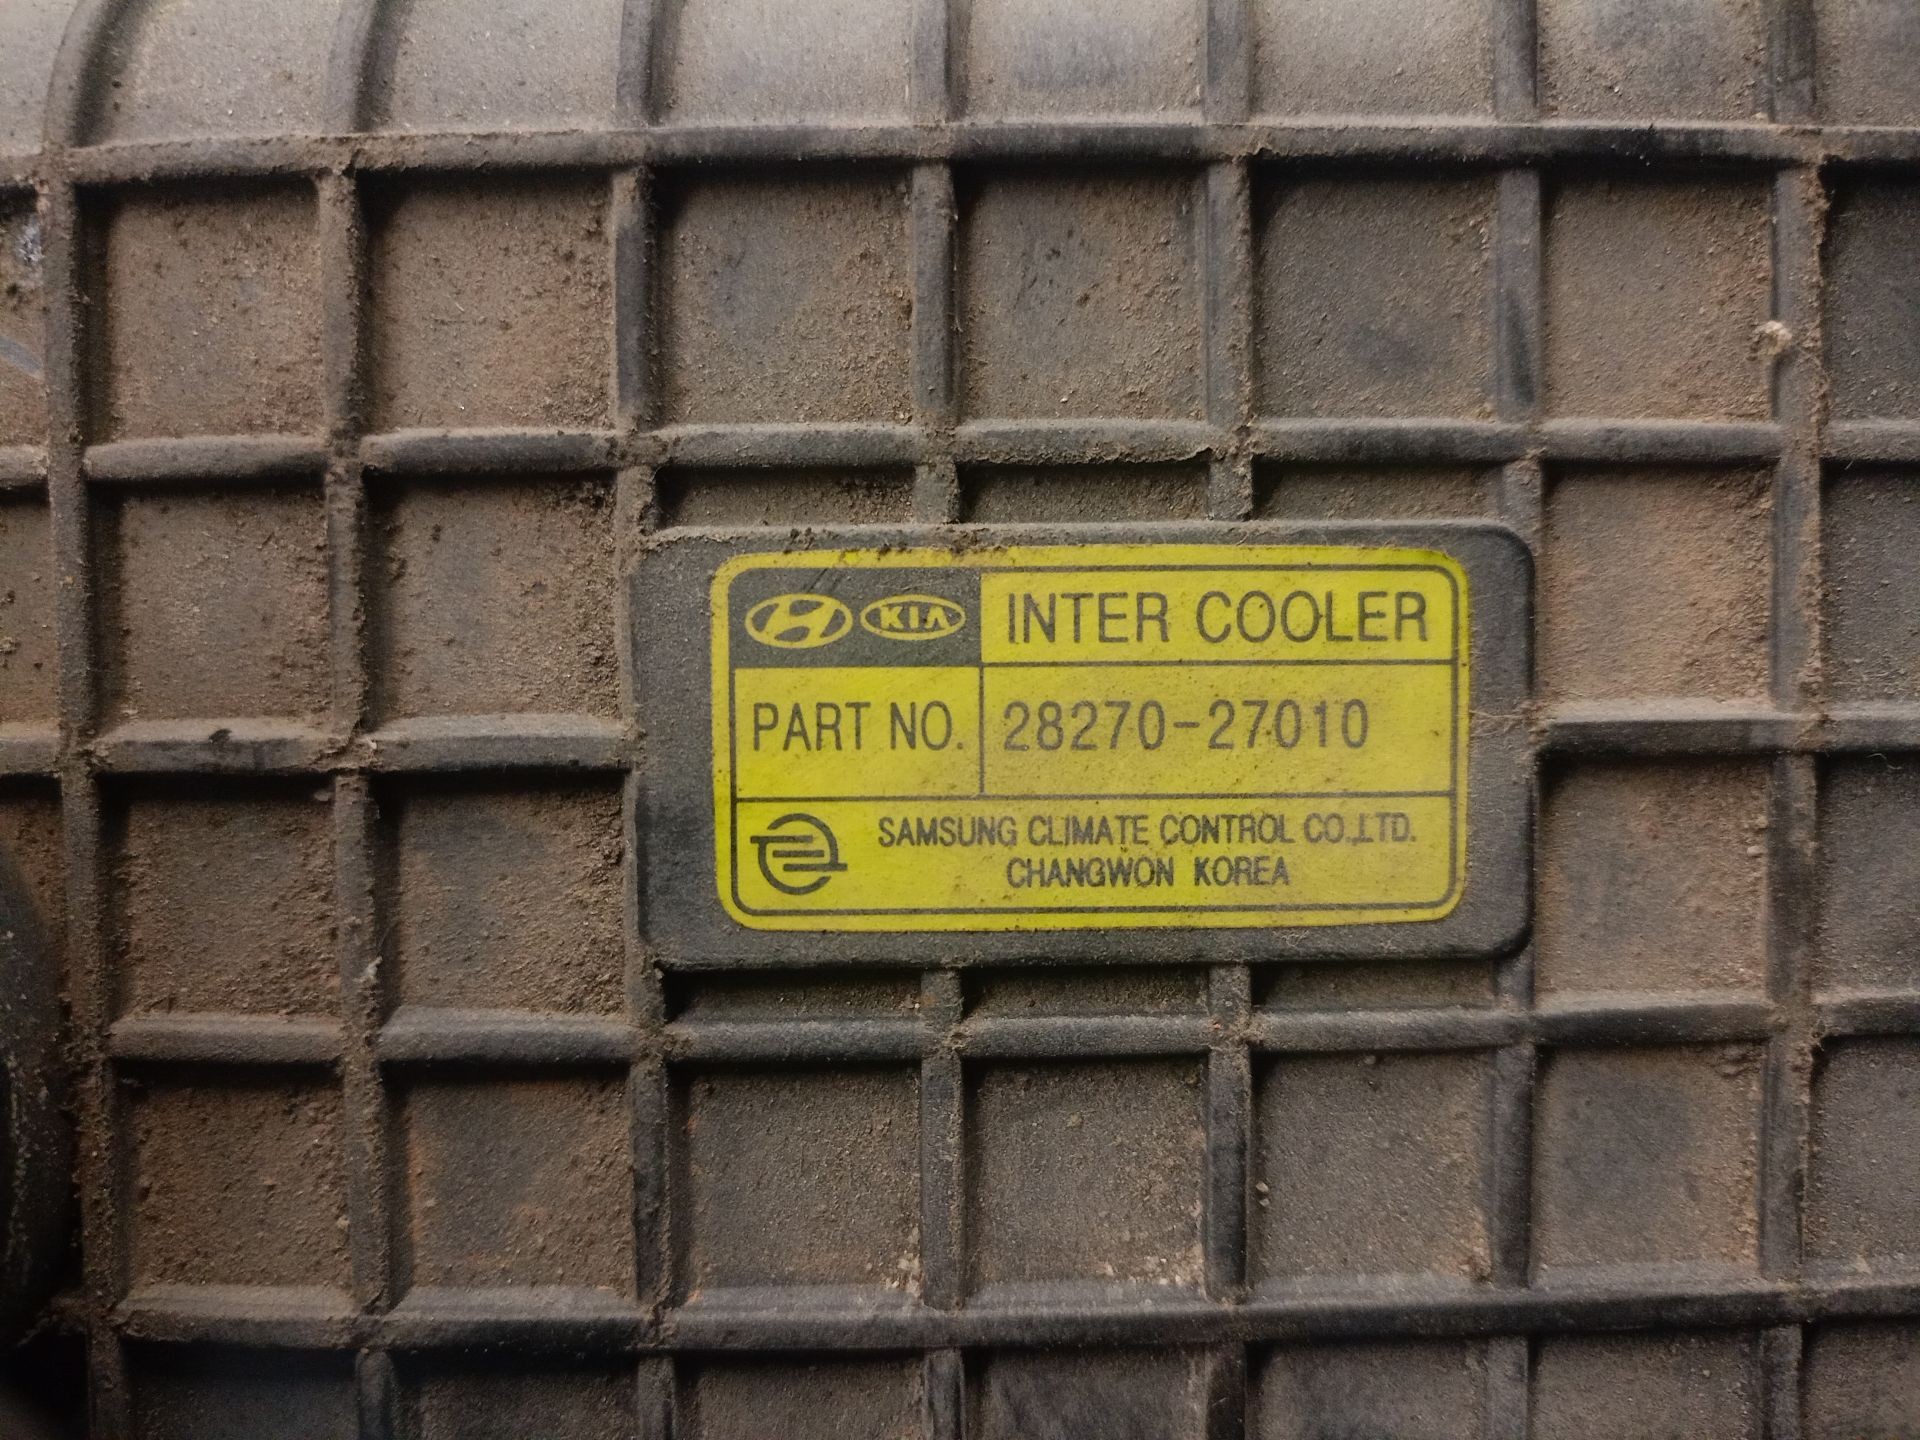 KIA INTER COOLER
PART NO. 28270-27010
SAMSUNG CLIMATE CONTROL CO.,LTD.
CHANGWON KOREA